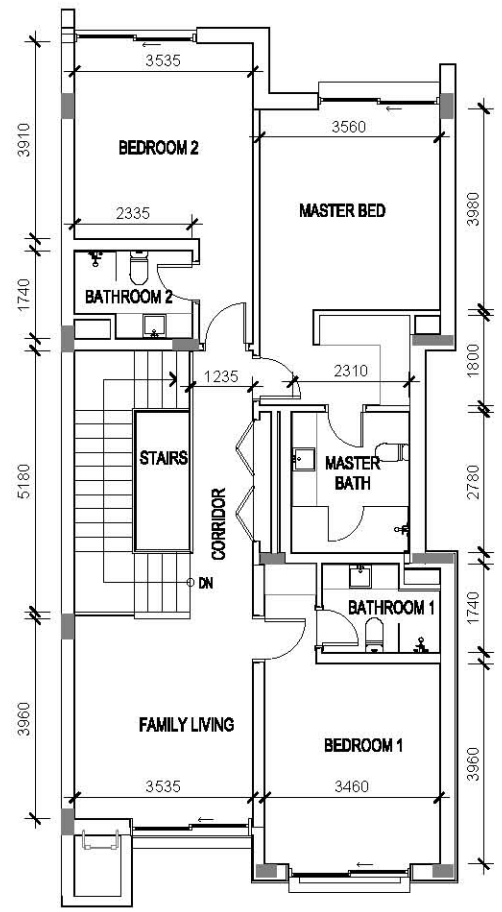 3535
3910
BEDROOM 2
3560
MASTER BED
3980
2335
1740
BATHROOM 2
1235
2310
1800
5180
STAIRS
CORRIDOR
MASTER
BATH
2780
DN
BATHROOM 1
1740
3960
FAMILY LIVING
BEDROOM 1
3960
3535
3460